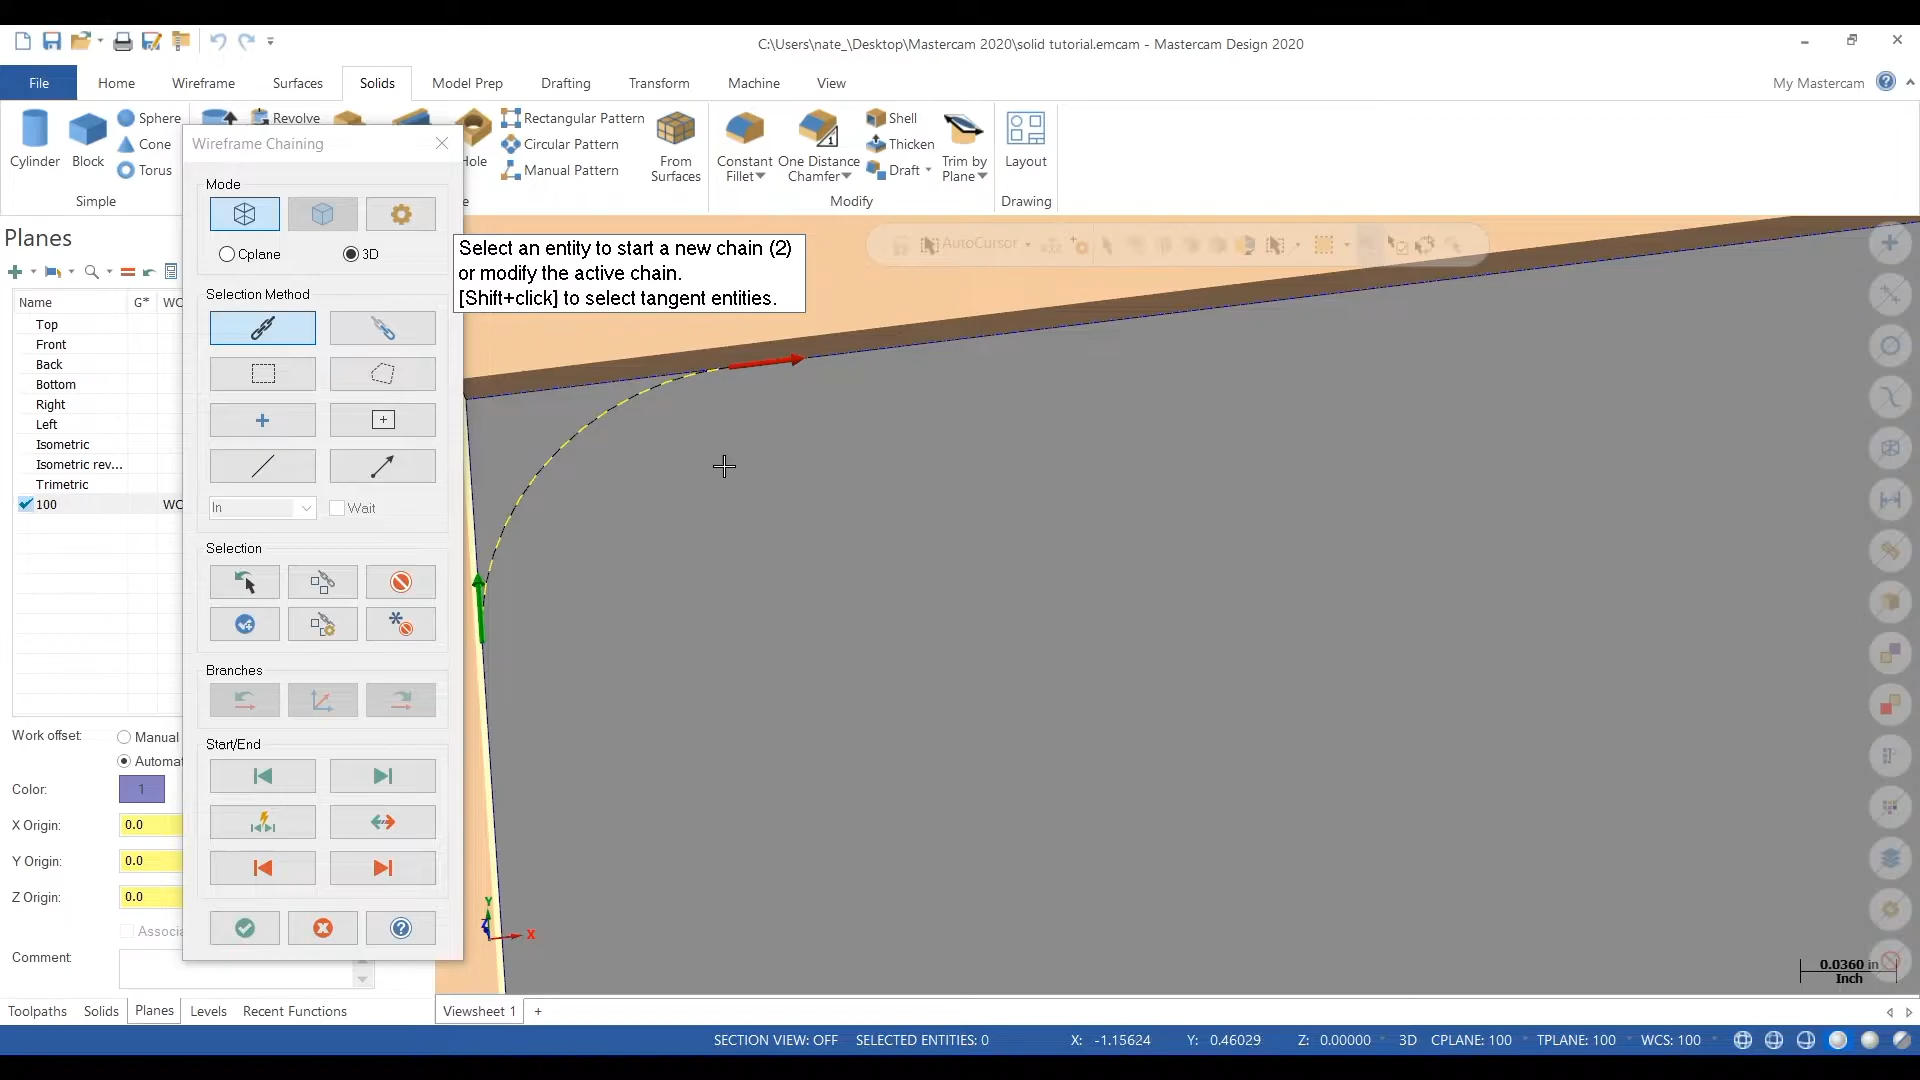 C:\Users\nate_\Desktop\Mastercam 2020\solid tutorial.emcam - Mastercam Design 2020
File Home Wireframe Surfaces Solids Model Prep Drafting Transform Machine View My Mastercam
Cylinder
Block
Sphere
Cone
Torus
Simple
Revolve
Hole
Rectangular Pattern
Circular Pattern
Manual Pattern
From
Surfaces
Constant
Fillet
One Distance
Chamfer
Shell
Thicken
Draft
Trim by
Plane
Modify
Layout
Drawing
Planes
Name G* WC
Top
Front
Back
Bottom
Right
Left
Isometric
Isometric rev...
Trimetric
100 WC
Work offset: Manual
Automat
Color: 1
X Origin: 0.0
Y Origin: 0.0
Z Origin: 0.0
Associa
Comment:
Wireframe Chaining
Mode
Cplane 3D
Selection Method
In Wait
Selection
Branches
Start/End
Select an entity to start a new chain (2)
or modify the active chain.
[Shift+click] to select tangent entities.
AutoCursor
Y
Z
X
0.0360 in
Inch
Toolpaths Solids Planes Levels Recent Functions
Viewsheet 1 +
SECTION VIEW: OFF SELECTED ENTITIES: 0 X: -1.15624 Y: 0.46029 Z: 0.00000 3D CPLANE: 100 TPLANE: 100 WCS: 100